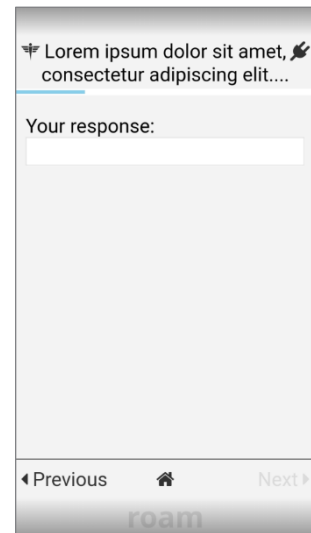 Lorem ipsum dolor sit amet,
consectetur adipiscing elit....
Your response:
Previous
Next
roam